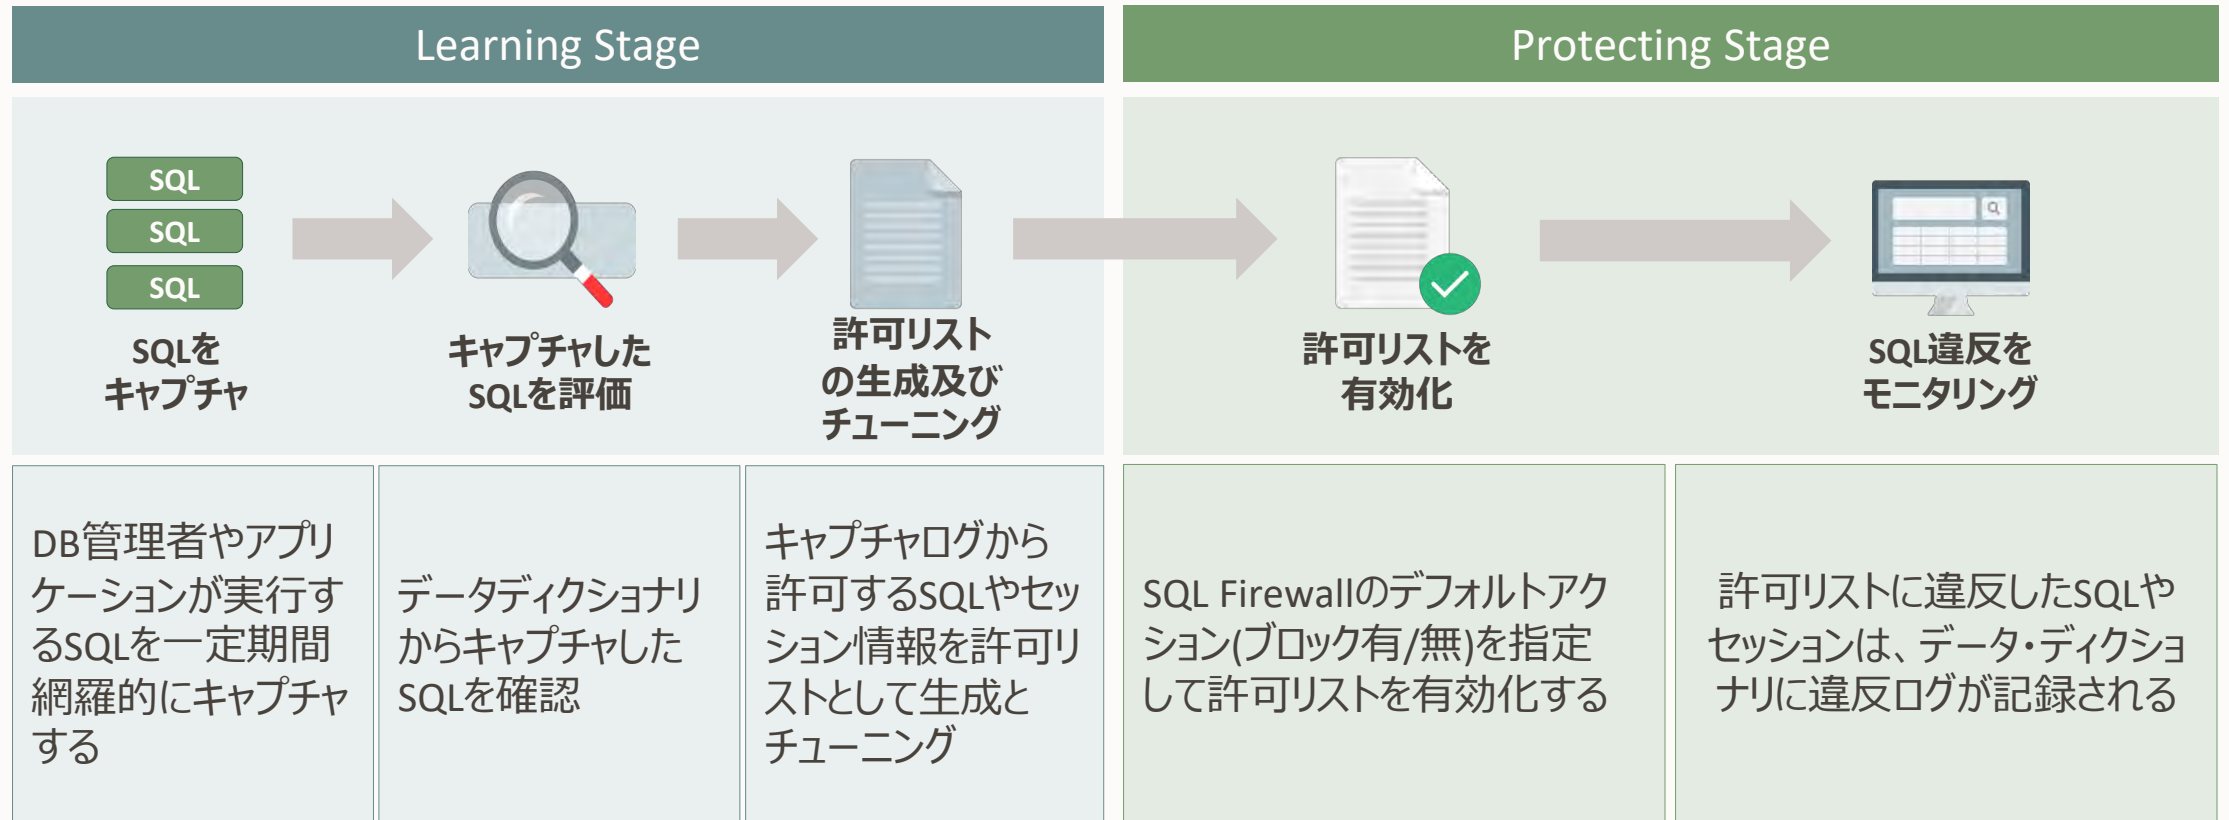 Learning Stage
Protecting Stage
SQL
SQL
SQL
SQLを
キャプチャ
キャプチャした
SQLを評価
許可リスト
の生成及び
チューニング
許可リストを
有効化
SQL違反を
モニタリング
DB管理者やアプリ
ケーションが実行す
るSQLを一定期間
網羅的にキャプチャ
する
データディクショナリ
からキャプチャした
SQLを確認
キャプチャログから
許可するSQLやセッ
ション情報を許可リ
ストとして生成と
チューニング
SQL Firewallのデフォルトアク
ション(ブロック有/無)を指定
して許可リストを有効化する
許可リストに違反したSQLや
セッションは、データ・ディクショ
ナリに違反ログが記録される